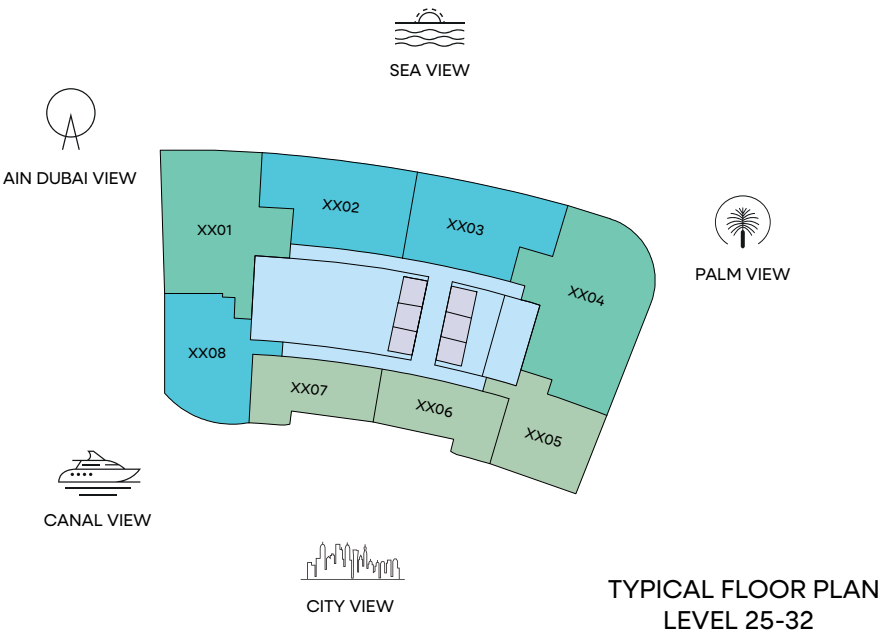 SEA VIEW
AIN DUBAI VIEW
XX01
XX02
XX03
XX04
PALM VIEW
XX08
XX07
XX06
XX05
CANAL VIEW
CITY VIEW
TYPICAL FLOOR PLAN
LEVEL 25-32